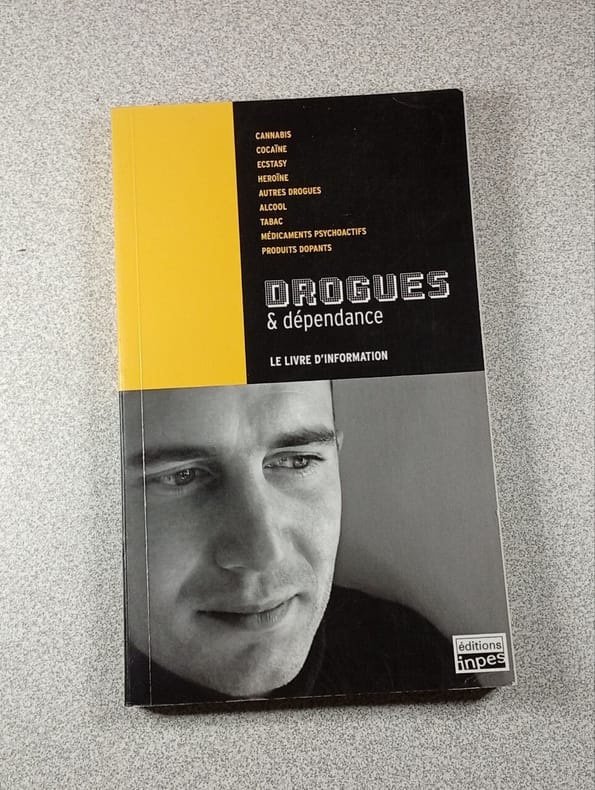 CANNABIS
COCAÏNE
ECSTASY
HEROÏNE
AUTRES DROGUES
ALCOOL
TABAC
MÉDICAMENTS PSYCHOACTIFS
PRODUITS DOPANTS
DROGUES
& dépendance
LE LIVRE D'INFORMATION
éditions
inpes